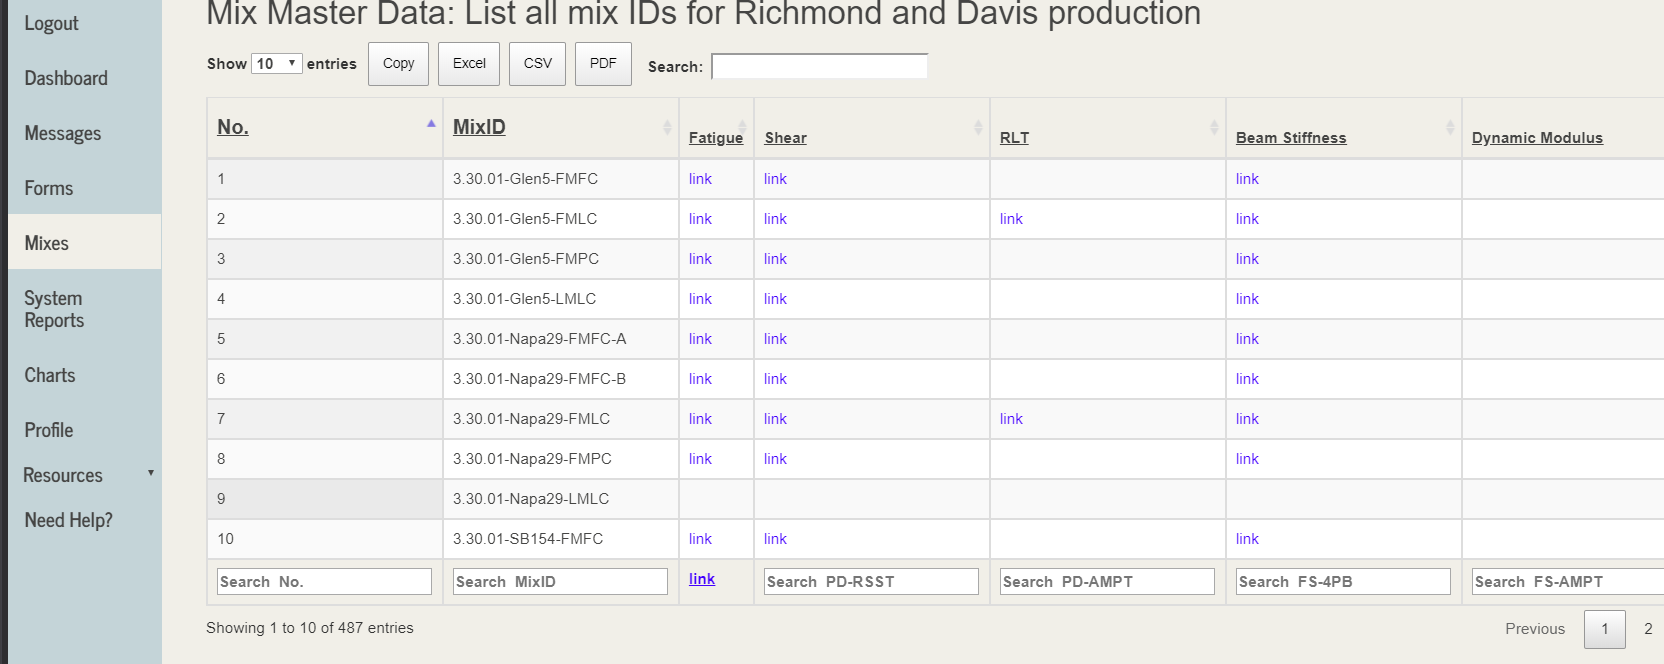 Logout
Dashboard
Messages
Forms
Mixes
System
Reports
Charts
Profile
Resources
Need Help?
Mix Master Data: List all mix IDs for Richmond and Davis production
Show 10 entries Copy Excel CSV PDF Search:
No. MixID Fatigue Shear RLT Beam Stiffness Dynamic Modulus
1 3.30.01-Glen5-FMFC link link link
2 3.30.01-Glen5-FMLC link link link link
3 3.30.01-Glen5-FMPC link link link
4 3.30.01-Glen5-LMLC link link link
5 3.30.01-Napa29-FMFC-A link link link
6 3.30.01-Napa29-FMFC-B link link link
7 3.30.01-Napa29-FMLC link link link link
8 3.30.01-Napa29-FMPC link link link
9 3.30.01-Napa29-LMLC
10 3.30.01-SB154-FMFC link link link
Search No. Search MixID link Search PD-RSST Search PD-AMPT Search FS-4PB Search FS-AMPT
Showing 1 to 10 of 487 entries Previous 1 2